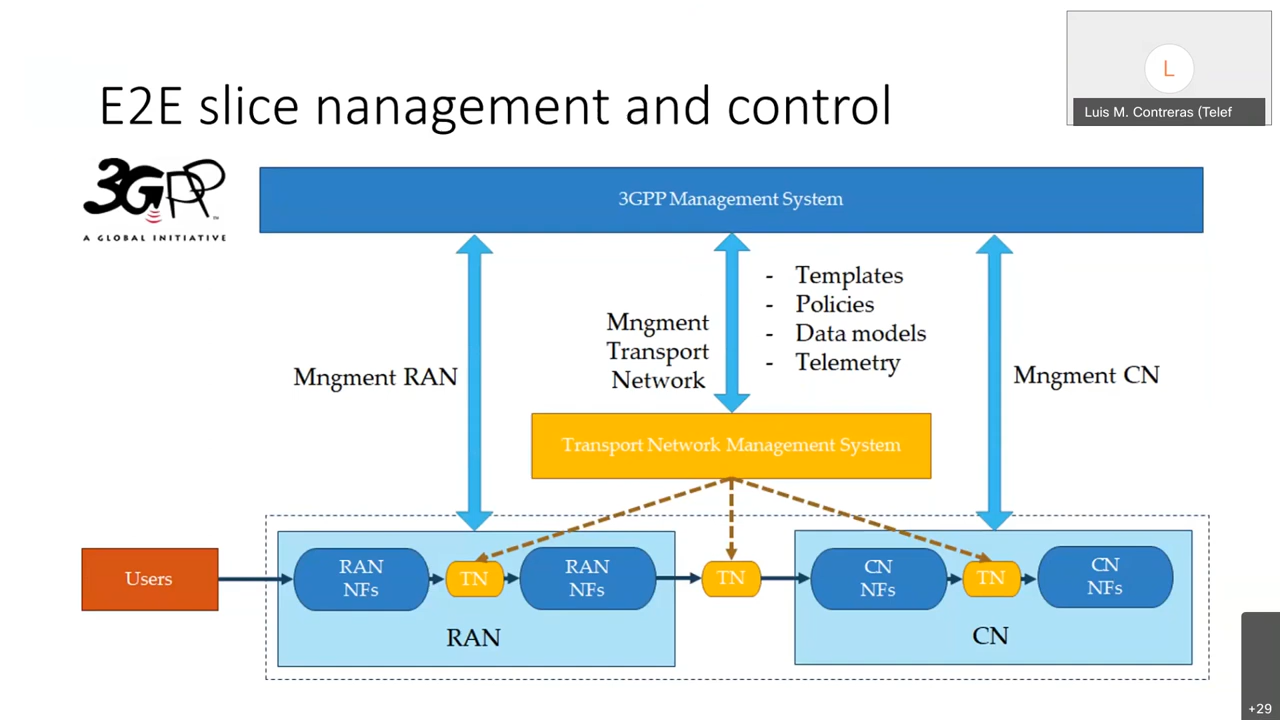 E2E slice nanagement and control
L
Luis M. Contreras (Telef
3GPP
TM
A GLOBAL INITIATIVE
3GPP Management System
- Templates
- Policies
- Data models
- Telemetry
Mngment
Transport
Network
Mngment RAN
Mngment CN
Transport Network Management System
Users
RAN
NFs
TN
RAN
NFs
TN
CN
NFs
TN
CN
NFs
RAN
CN
+29